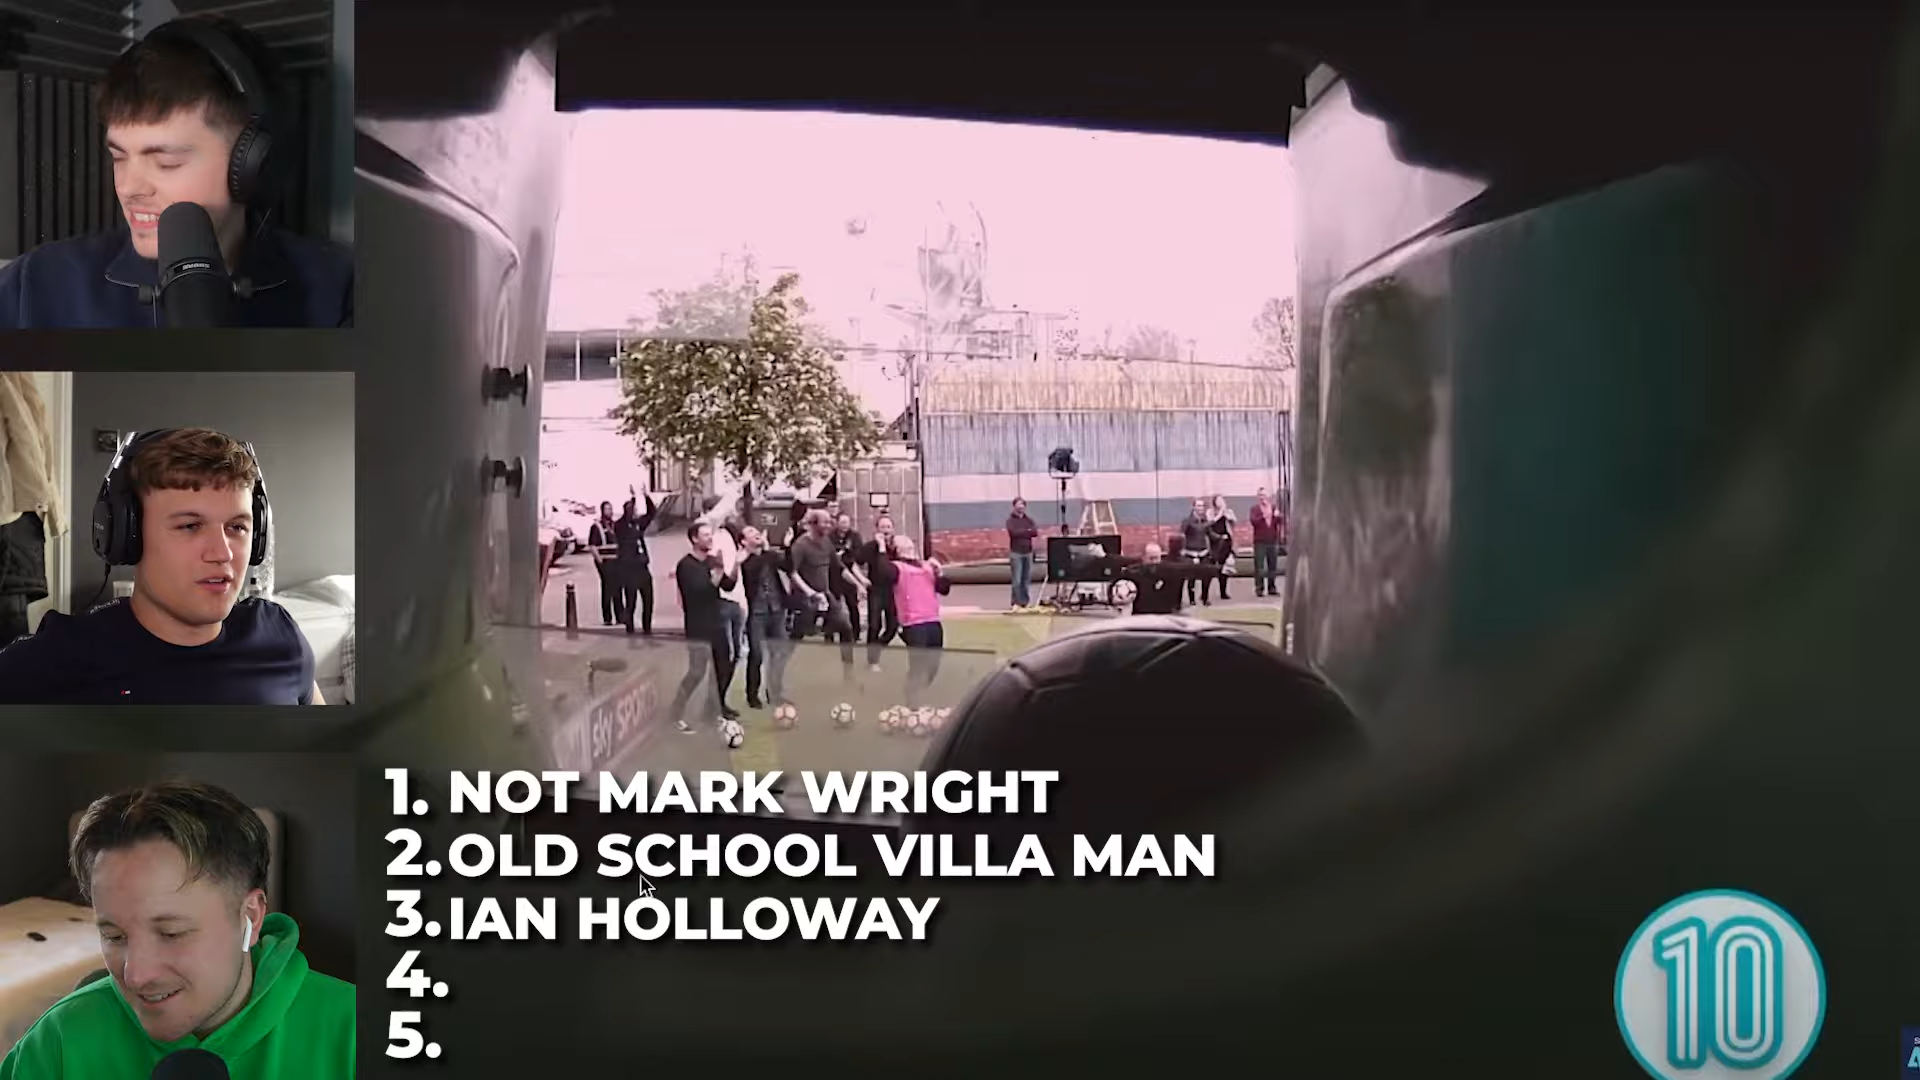 sky SPORTS
1. NOT MARK WRIGHT
2. OLD SCHOOL VILLA MAN
3. IAN HOLLOWAY
4.
5.
10